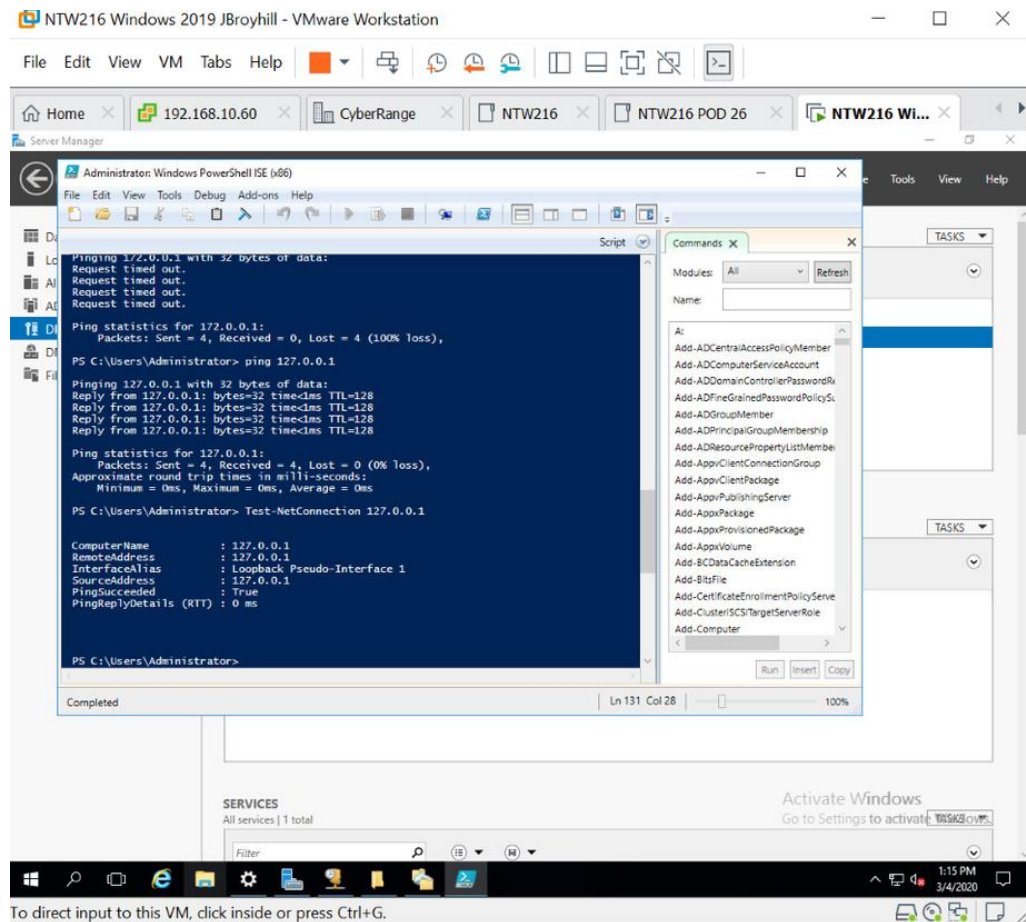 NTW216 Windows 2019 JBroyhill - VMware Workstation
File Edit View VM Tabs Help
Home 192.168.10.60 CyberRange NTW216 NTW216 POD 26 NTW216 Wi...
Server Manager
Tools View Help
Administrator: Windows PowerShell ISE (x86)
File Edit View Tools Debug Add-ons Help
Script
Commands
Modules: All Refresh
Name:
TASKS
Pinging 172.0.0.1 with 32 bytes of data:
Request timed out.
Request timed out.
Request timed out.
Request timed out.
Ping statistics for 172.0.0.1:
Packets: Sent = 4, Received = 0, Lost = 4 (100% loss),
PS C:\Users\Administrator> ping 127.0.0.1
Pinging 127.0.0.1 with 32 bytes of data:
Reply from 127.0.0.1: bytes=32 time<1ms TTL=128
Reply from 127.0.0.1: bytes=32 time<1ms TTL=128
Reply from 127.0.0.1: bytes=32 time<1ms TTL=128
Reply from 127.0.0.1: bytes=32 time<1ms TTL=128
Ping statistics for 127.0.0.1:
Packets: Sent = 4, Received = 4, Lost = 0 (0% loss),
Approximate round trip times in milli-seconds:
Minimum = 0ms, Maximum = 0ms, Average = 0ms
PS C:\Users\Administrator> Test-NetConnection 127.0.0.1
ComputerName : 127.0.0.1
RemoteAddress : 127.0.0.1
InterfaceAlias : Loopback Pseudo-Interface 1
SourceAddress : 127.0.0.1
PingSucceeded : True
PingReplyDetails (RTT) : 0 ms
PS C:\Users\Administrator>
A:
Add-ADCentralAccessPolicyMember
Add-ADComputerServiceAccount
Add-ADDomainControllerPasswordRe
Add-ADFineGrainedPasswordPolicySu
Add-ADGroupMember
Add-ADPrincipalGroupMembership
Add-ADResourcePropertyListMember
Add-AppvClientConnectionGroup
Add-AppvClientPackage
Add-AppvPublishingServer
Add-AppxPackage
Add-AppxProvisionedPackage
Add-AppxVolume
Add-BCDataCacheExtension
Add-BitsFile
Add-CertificateEnrollmentPolicyServe
Add-ClusteriSCSITargetServerRole
Add-Computer
Run Insert Copy
TASKS
Completed
Ln 131 Col 28
100%
SERVICES
All services | 1 total
Filter
Activate Windows
Go to Settings to activate Windows.
TASKS
1:15 PM
3/4/2020
To direct input to this VM, click inside or press Ctrl+G.